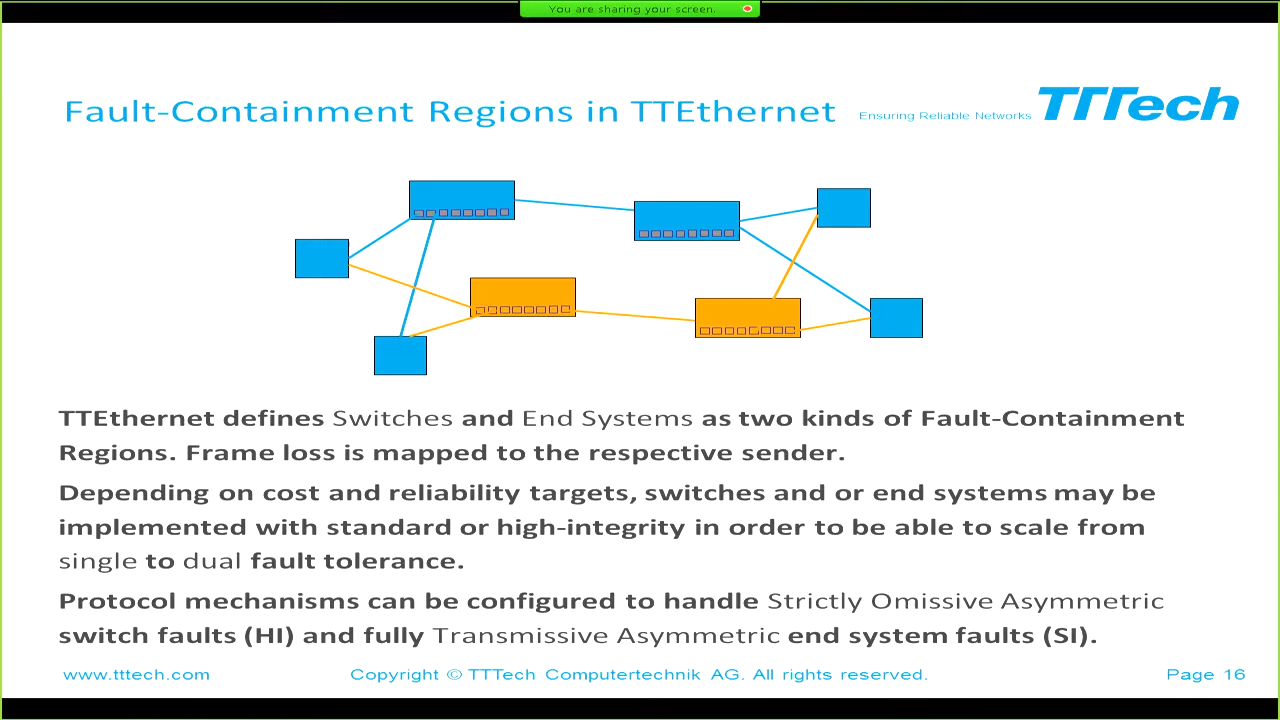 You are sharing your screen.
Fault-Containment Regions in TTEthernet
Ensuring Reliable Networks
TTTech
TTEthernet defines Switches and End Systems as two kinds of Fault-Containment
Regions. Frame loss is mapped to the respective sender.
Depending on cost and reliability targets, switches and or end systems may be
implemented with standard or high-integrity in order to be able to scale from
single to dual fault tolerance.
Protocol mechanisms can be configured to handle Strictly Omissive Asymmetric
switch faults (HI) and fully Transmissive Asymmetric end system faults (SI).
www.tttech.com
Copyright © TTTech Computertechnik AG. All rights reserved.
Page 16